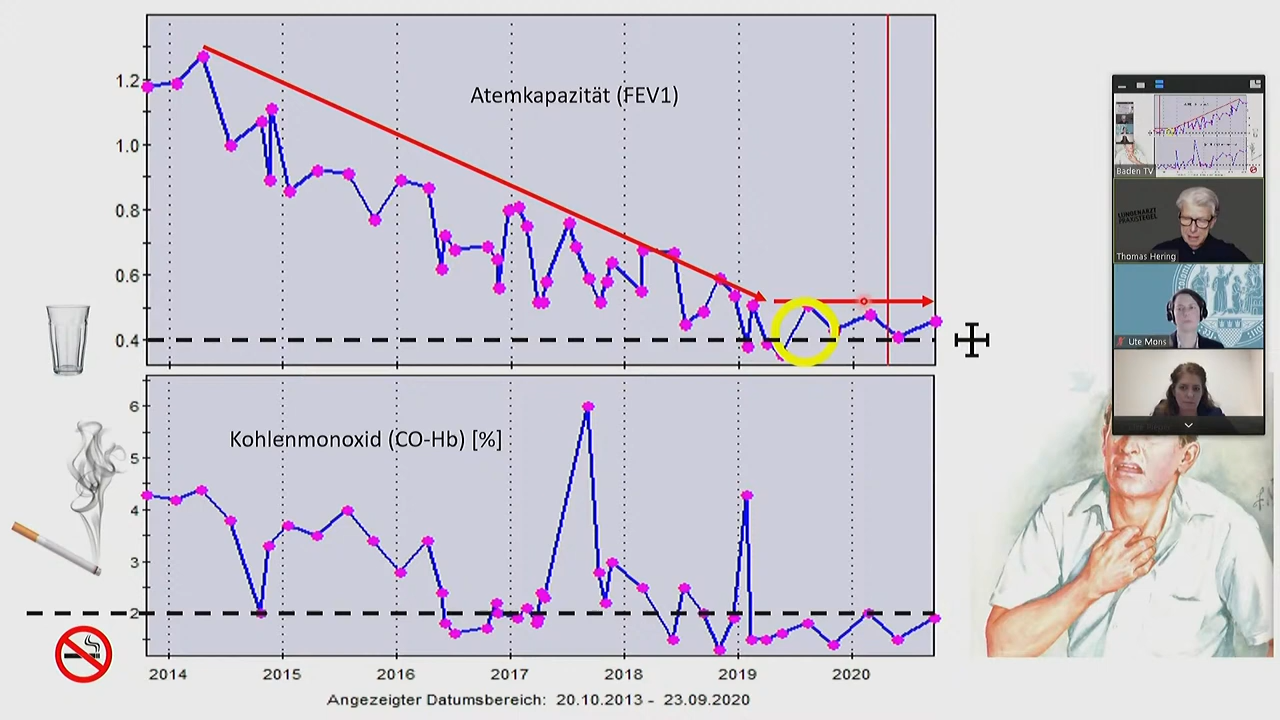 Atemkapazität (FEV1)
1.2
1.0
0.8
0.6
0.4
Kohlenmonoxid (CO-Hb) [%]
6
5
4
3
2
2014 2015 2016 2017 2018 2019 2020
Angezeigter Datumsbereich: 20.10.2013 - 23.09.2020
Baden TV
LUNGENARZT
PRAXISTEGEL
Thomas Hering
Ute Mons